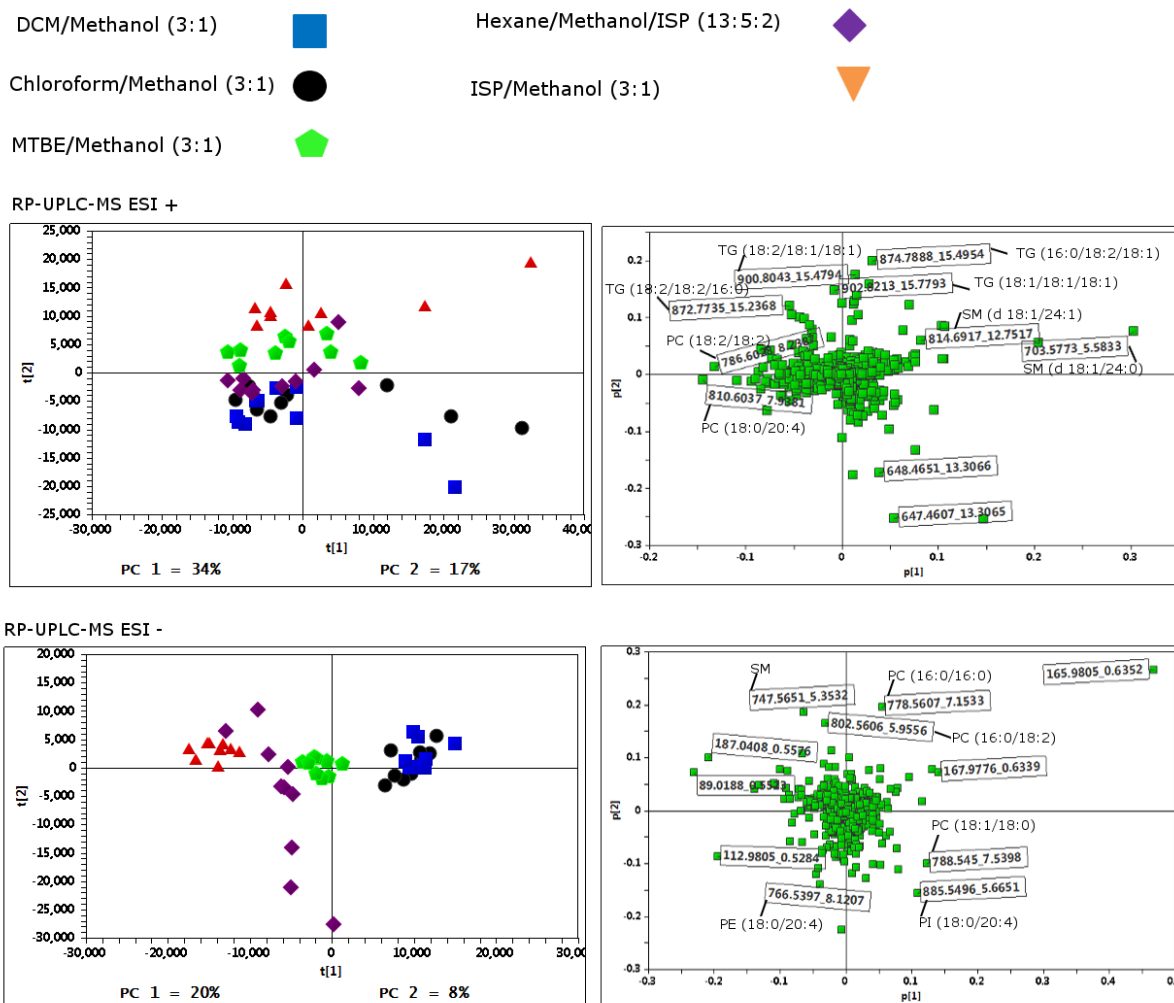 DCM/Methanol (3:1)
Hexane/Methanol/ISP (13:5:2)
Chloroform/Methanol (3:1)
ISP/Methanol (3:1)
MTBE/Methanol (3:1)
RP-UPLC-MS ESI +
25,000
20,000
15,000
10,000
5,000
0
-5,000
-10,000
-15,000
-20,000
-25,000
t[2]
-30,000 -20,000 -10,000 0 10,000 20,000 30,000 40,000
t[1]
PC 1 = 34% PC 2 = 17%
0.2
0.1
0
-0.1
-0.2
-0.3
p[2]
TG (18:2/18:1/18:1)
874.7888_15.4954
TG (16:0/18:2/18:1)
900.8043_15.4794
902.8213_15.7793
TG (18:1/18:1/18:1)
TG (18:2/18:2/16:0)
872.7735_15.2368
SM (d 18:1/24:1)
814.6917_12.7517
PC (18:2/18:2)
703.5773_5.5833
SM (d 18:1/24:0)
810.6037_7.9381
PC (18:0/20:4)
648.4651_13.3066
647.4607_13.3065
-0.2 -0.1 0 0.1 0.2 0.3
p[1]
RP-UPLC-MS ESI -
20,000
15,000
10,000
5,000
0
-5,000
-10,000
-15,000
-20,000
-25,000
-30,000
t[2]
-30,000 -20,000 -10,000 0 10,000 20,000 30,000
t[1]
PC 1 = 20% PC 2 = 8%
0.3
0.2
0.1
0
-0.1
-0.2
-0.3
p[2]
SM
747.5651_5.3532
PC (16:0/16:0)
778.5607_7.1533
165.9805_0.6352
802.5606_5.9556
PC (16:0/18:2)
187.0408_0.5576
167.9776_0.6339
89.0188_
PC (18:1/18:0)
112.9805_0.5284
788.545_7.5398
766.5397_8.1207
885.5496_5.6651
PE (18:0/20:4)
PI (18:0/20:4)
-0.3 -0.2 -0.1 0 0.1 0.2 0.3 0.4 0.5
p[1]